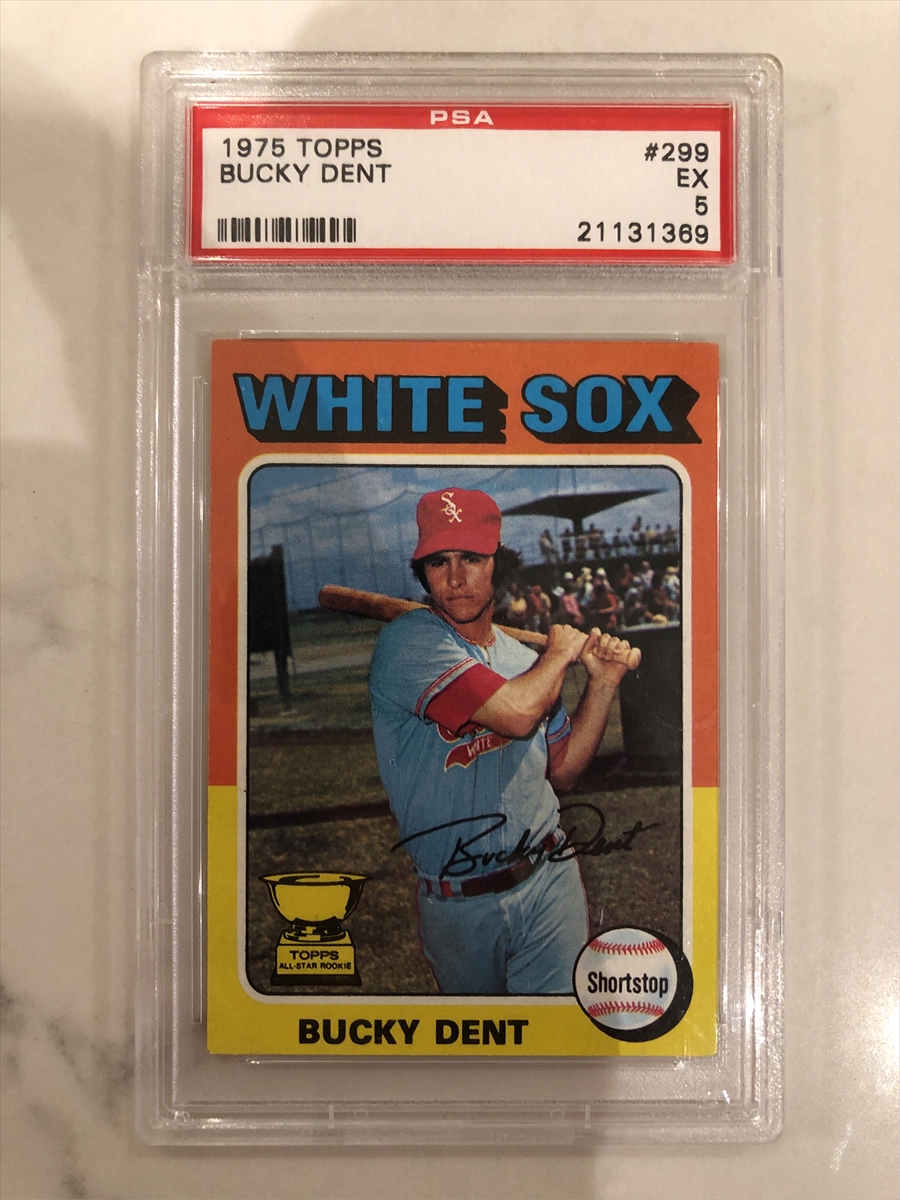 PSA
1975 TOPPS #299
BUCKY DENT EX
5
21131369
WHITE SOX
SOX
WHITE
Bucky Dent
TOPPS
ALL-STAR ROOKIE
Shortstop
BUCKY DENT